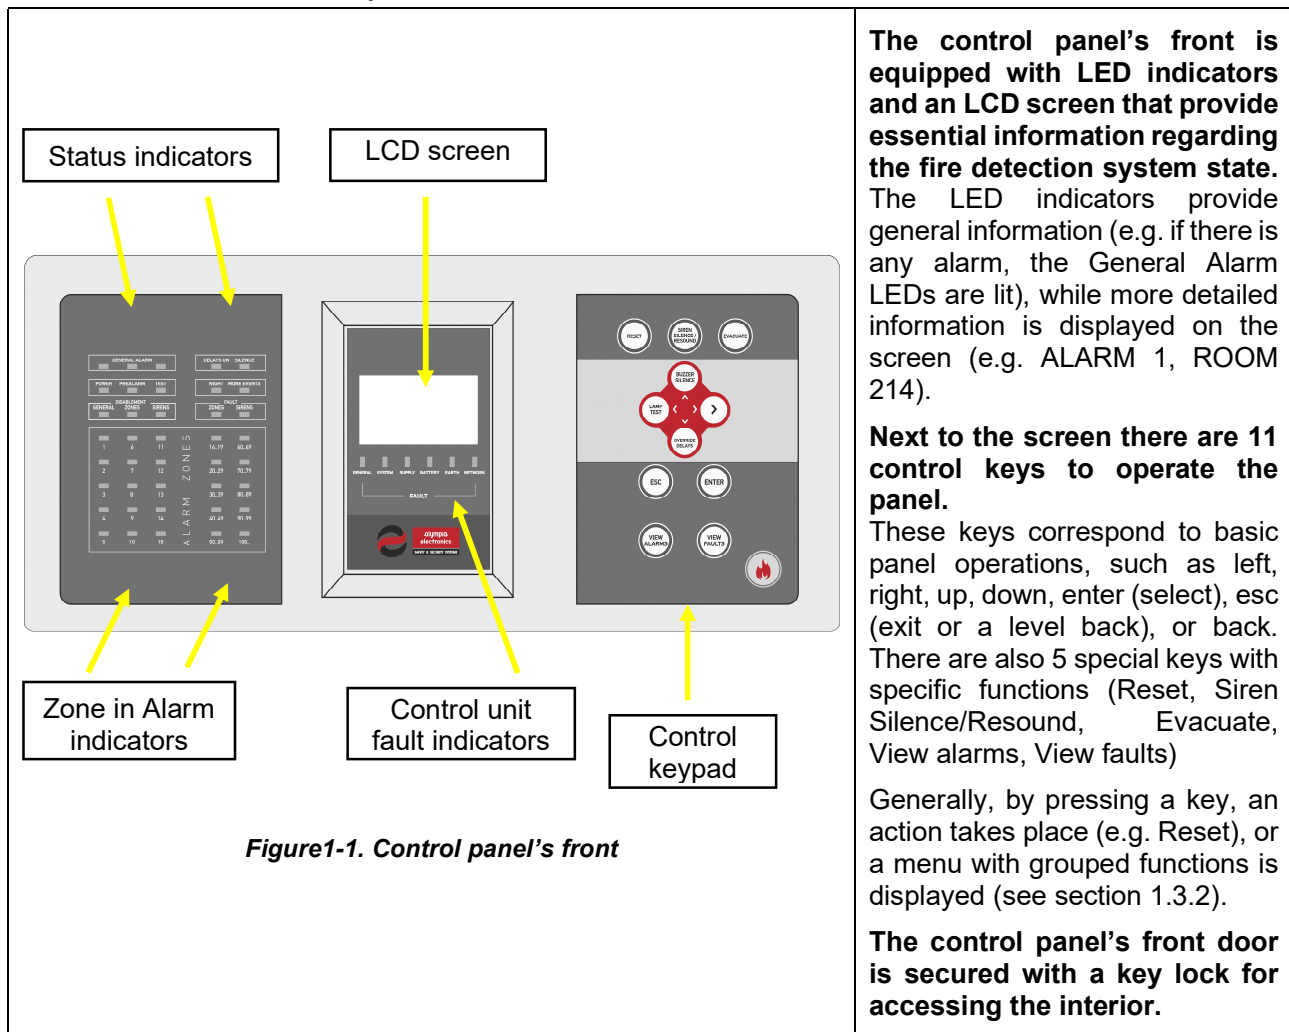 Status indicators
LCD screen
GENERAL ALARM
DELAYS ON SILENCE
POWER PREALARM TEST
NIGHT MORE EVENTS
DISABLEMENT
FAULT
GENERAL ZONES SIRENS
ZONES SIRENS
1 6 11 16..19 60..69
2 7 12 20..29 70..79
3 8 13 30..39 80..89
4 9 14 40..49 90..99
5 10 15 50..59 100..
ALARM ZONES
GENERAL SYSTEM SUPPLY BATTERY EARTH NETWORK
FAULT
olympia
electronics
SAFETY & SECURITY SYSTEMS
RESET
SIREN
SILENCE /
RESOUND
EVACUATE
BUZZER
SILENCE
LAMP
TEST
OVERRIDE
DELAYS
ESC
ENTER
VIEW
ALARMS
VIEW
FAULTS
Zone in Alarm
indicators
Control unit
fault indicators
Control
keypad
Figure1-1. Control panel’s front
The control panel’s front is
equipped with LED indicators
and an LCD screen that provide
essential information regarding
the fire detection system state.
The LED indicators provide
general information (e.g. if there is
any alarm, the General Alarm
LEDs are lit), while more detailed
information is displayed on the
screen (e.g. ALARM 1, ROOM
214).
Next to the screen there are 11
control keys to operate the
panel.
These keys correspond to basic
panel operations, such as left,
right, up, down, enter (select), esc
(exit or a level back), or back.
There are also 5 special keys with
specific functions (Reset, Siren
Silence/Resound, Evacuate,
View alarms, View faults)
Generally, by pressing a key, an
action takes place (e.g. Reset), or
a menu with grouped functions is
displayed (see section 1.3.2).
The control panel’s front door
is secured with a key lock for
accessing the interior.